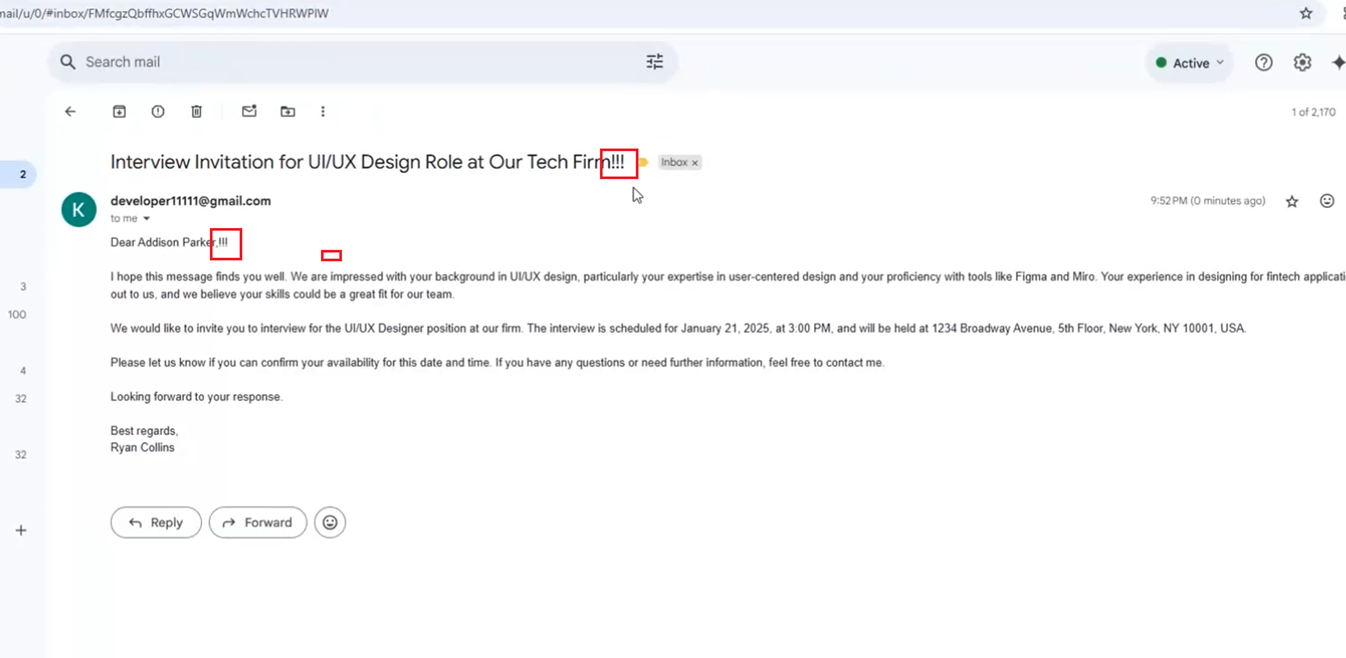 mail/u/0/#inbox/FMfcgzQbffhxGCWSGqWmWchcTVHRWPIW
Search mail
Active
1 of 2,170
Interview Invitation for UI/UX Design Role at Our Tech Firm!!! Inbox ×
2
K
developer11111@gmail.com
9:52 PM (0 minutes ago)
to me
Dear Addison Parker,!!!
I hope this message finds you well. We are impressed with your background in UI/UX design, particularly your expertise in user-centered design and your proficiency with tools like Figma and Miro. Your experience in designing for fintech applicati
3
out to us, and we believe your skills could be a great fit for our team.
100
We would like to invite you to interview for the UI/UX Designer position at our firm. The interview is scheduled for January 21, 2025, at 3:00 PM, and will be held at 1234 Broadway Avenue, 5th Floor, New York, NY 10001, USA.
Please let us know if you can confirm your availability for this date and time. If you have any questions or need further information, feel free to contact me.
4
Looking forward to your response.
32
Best regards,
Ryan Collins
32
Reply
Forward